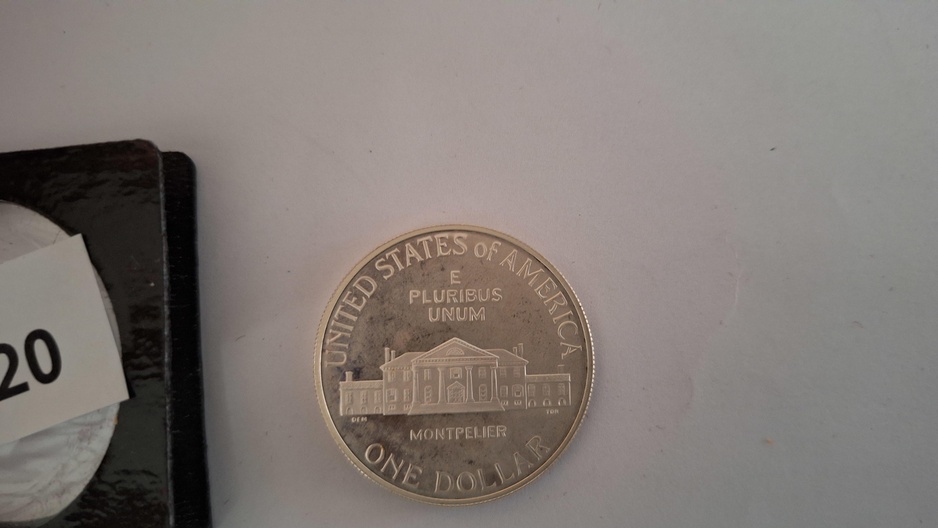 20
UNITED STATES of AMERICA
E
PLURIBUS
UNUM
MONTPELIER
ONE DOLLAR